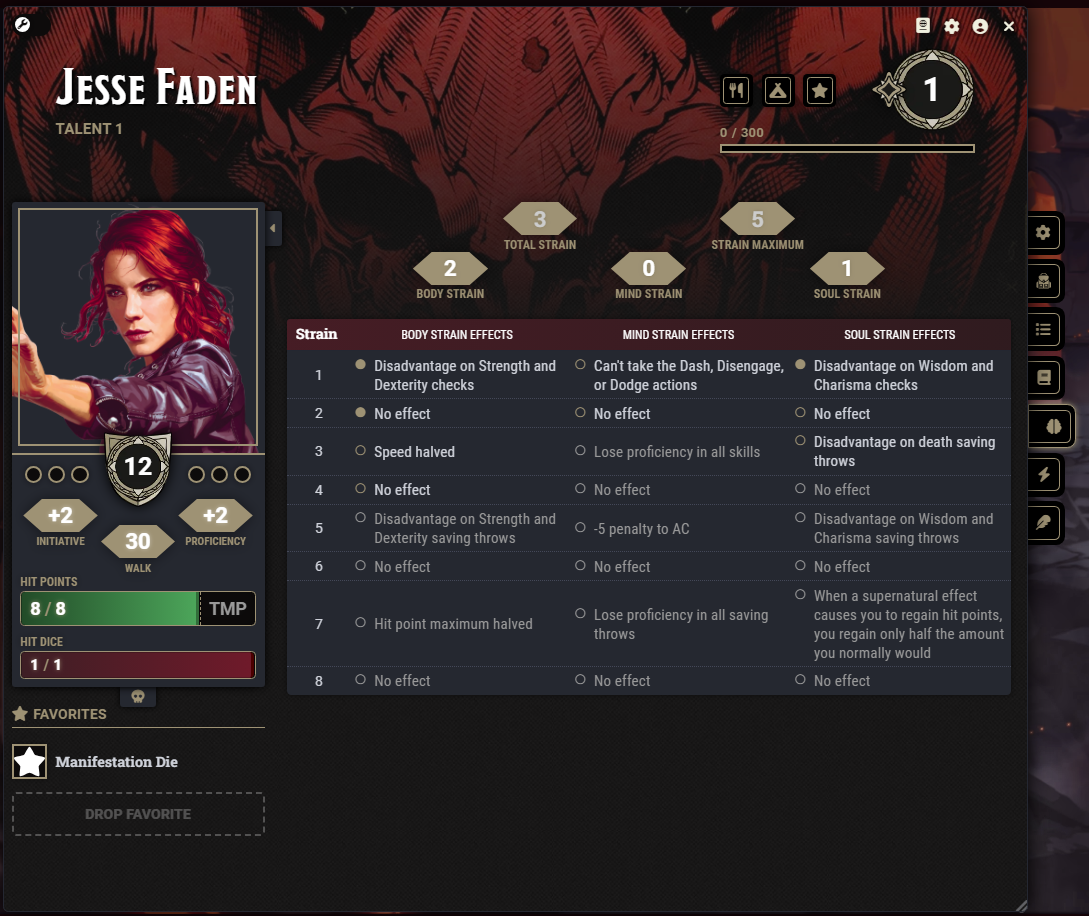 Jesse Faden
TALENT 1
1
0 / 300
3
TOTAL STRAIN
5
STRAIN MAXIMUM
2
BODY STRAIN
0
MIND STRAIN
1
SOUL STRAIN
Strain BODY STRAIN EFFECTS MIND STRAIN EFFECTS SOUL STRAIN EFFECTS
1
Disadvantage on Strength and
Dexterity checks
Can't take the Dash, Disengage,
or Dodge actions
Disadvantage on Wisdom and
Charisma checks
2 No effect No effect No effect
3
Speed halved
Lose proficiency in all skills
Disadvantage on death saving
throws
4 No effect No effect No effect
5
Disadvantage on Strength and
Dexterity saving throws
-5 penalty to AC
Disadvantage on Wisdom and
Charisma saving throws
6 No effect No effect No effect
7
Hit point maximum halved
Lose proficiency in all saving
throws
When a supernatural effect
causes you to regain hit points,
you regain only half the amount
you normally would
8 No effect No effect No effect
12
+2
INITIATIVE
30
WALK
+2
PROFICIENCY
HIT POINTS
8 / 8 TMP
HIT DICE
1 / 1
FAVORITES
Manifestation Die
DROP FAVORITE